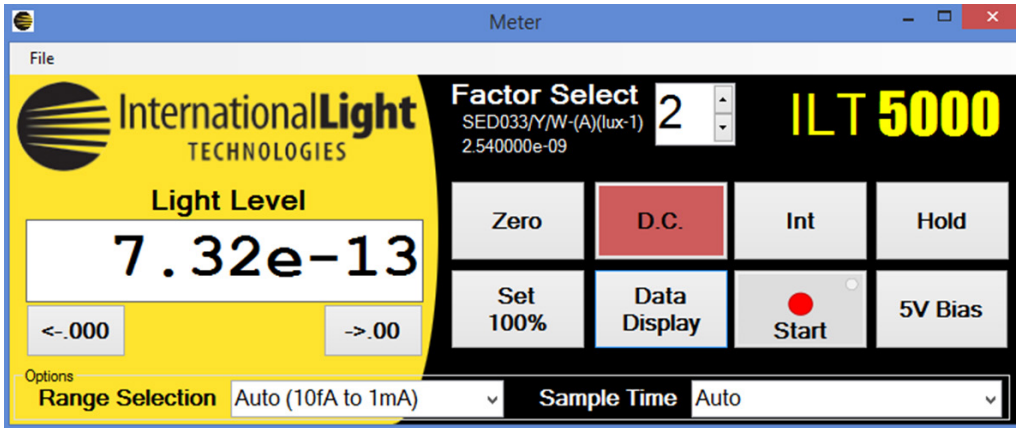 Meter
File
InternationalLight
TECHNOLOGIES
Factor Select
SED033/Y/W-(A)(lux-1)
2.540000e-09
2
ILT 5000
Light Level
7.32e-13
<-.000
->.00
Zero
D.C.
Int
Hold
Set
100%
Data
Display
Start
5V Bias
Options
Range Selection
Auto (10fA to 1mA)
Sample Time
Auto